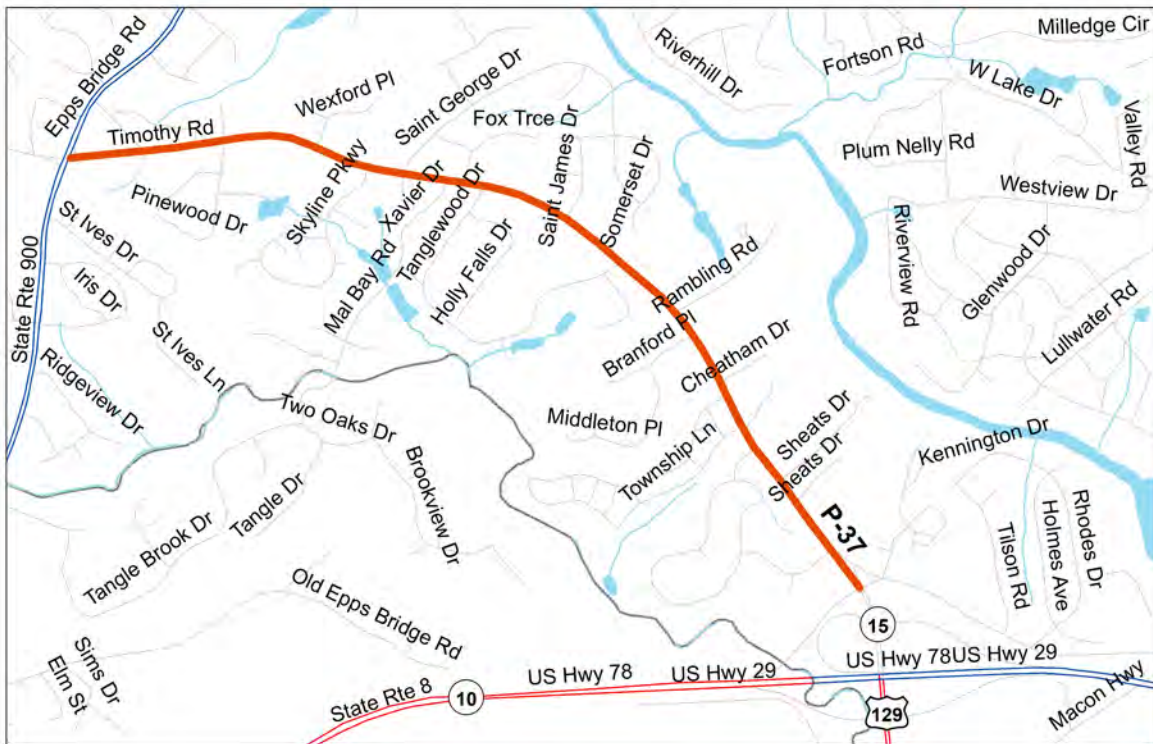 Milledge Cir
Epps Bridge Rd
Riverhill Dr
Fortson Rd
W Lake Dr
Wexford Pl
Saint George Dr
Fox Trce
Timothy Rd
Valley Rd
Plum Nelly Rd
Saint James Dr
Somerset Dr
Skyline Pkwy
Xavier Dr
Tanglewood Dr
Westview Dr
Pinewood Dr
St Ives Dr
Riverview Rd
Glenwood Dr
Holly Falls Dr
Mal Bay Rd
Rambling Rd
Iris Dr
State Rte 900
Lullwater Rd
Branford Pl
Cheatham Dr
St Ives Ln
Ridgeview Dr
Two Oaks Dr
Middleton Pl
Sheats Dr
Kennington Dr
Township Ln
Sheats Dr
Brookview Dr
Tangle Dr
P-37
Tangle Brook Dr
Tilson Rd
Holmes Ave
Rhodes Dr
Old Epps Bridge Rd
15
Sims Dr
Elm St
US Hwy 78
US Hwy 29
US Hwy 78
US Hwy 29
State Rte 8
10
129
Macon Hwy